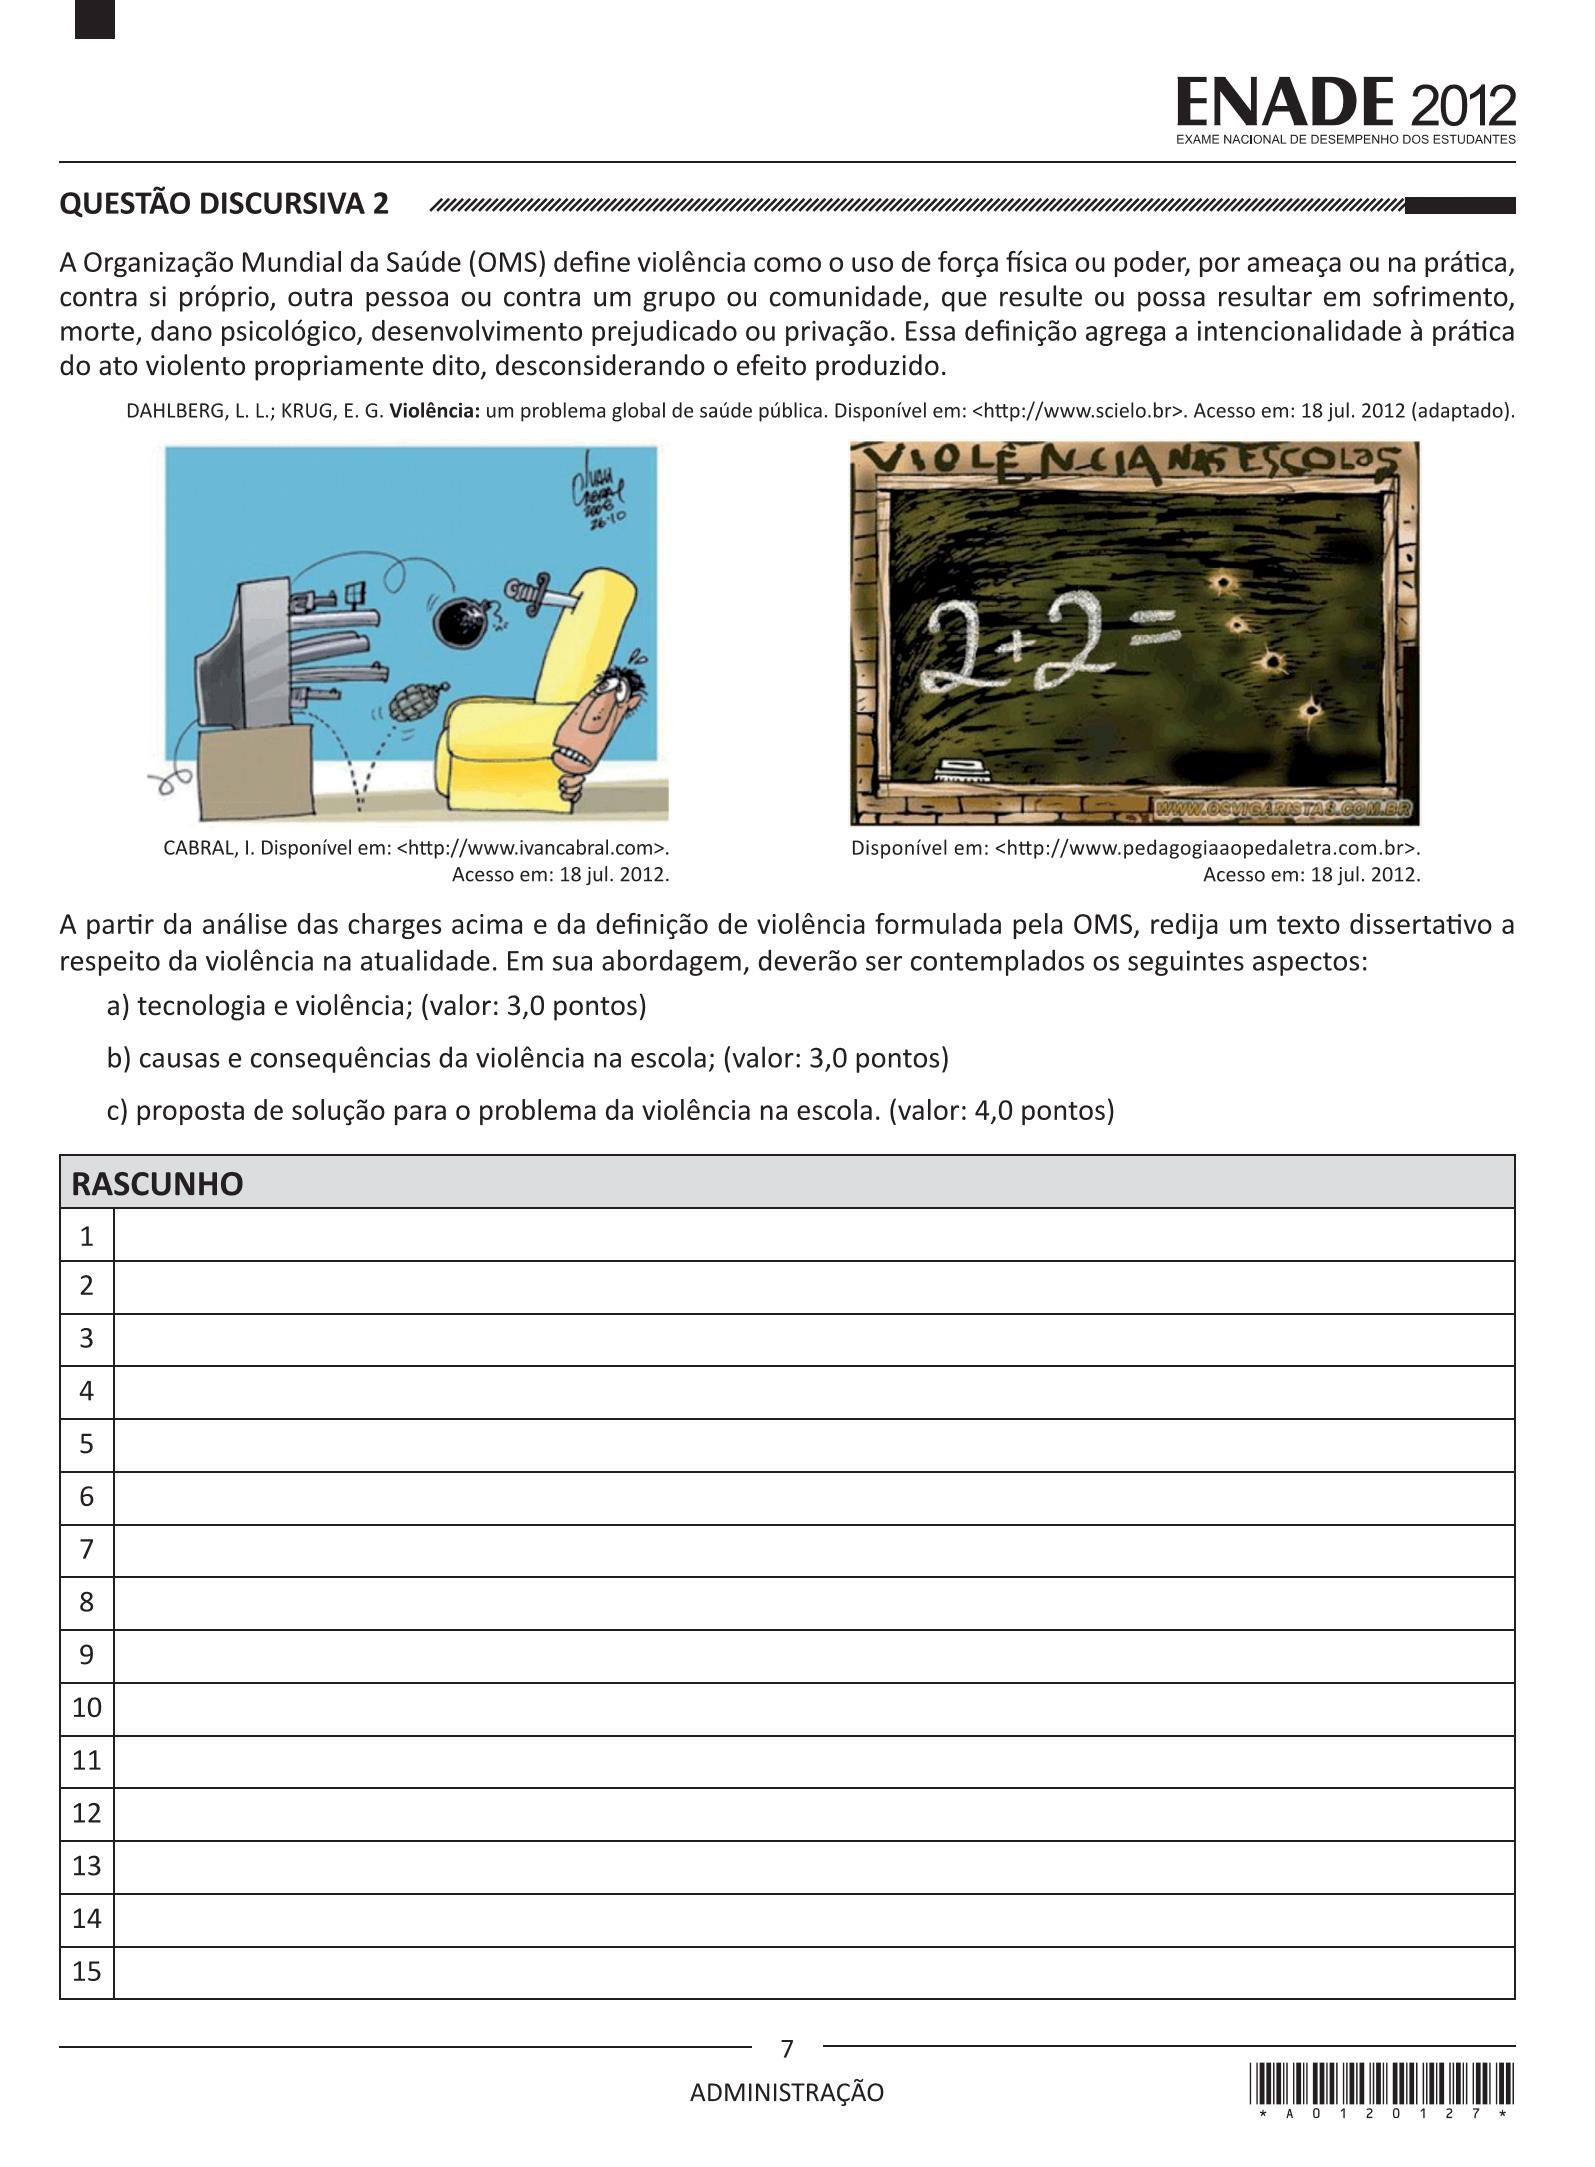 ENADE 2012
EXAME NACIONAL DE DESEMPENHO DOS ESTUDANTES
QUESTÃO DISCURSIVA 2
A Organização Mundial da Saúde (OMS) define violência como o uso de força física ou poder, por ameaça ou na prática,
contra si próprio, outra pessoa ou contra um grupo ou comunidade, que resulte ou possa resultar em sofrimento,
morte, dano psicológico, desenvolvimento prejudicado ou privação. Essa definição agrega a intencionalidade à prática
do ato violento propriamente dito, desconsiderando o efeito produzido.
DAHLBERG, L. L.; KRUG, E. G. Violência: um problema global de saúde pública. Disponível em: <http://www.scielo.br>. Acesso em: 18 jul. 2012 (adaptado).
Ivan
Cabral
2006
26-10
VIOLÊNCIA NAS ESCOLAS
2+2=
WWW.OSVIGARISTAS.COM.BR
CABRAL, I. Disponível em: <http://www.ivancabral.com>.
Acesso em: 18 jul. 2012.
Disponível em: <http://www.pedagogiaaopedaletra.com.br>.
Acesso em: 18 jul. 2012.
A partir da análise das charges acima e da definição de violência formulada pela OMS, redija um texto dissertativo a
respeito da violência na atualidade. Em sua abordagem, deverão ser contemplados os seguintes aspectos:
a) tecnologia e violência; (valor: 3,0 pontos)
b) causas e consequências da violência na escola; (valor: 3,0 pontos)
c) proposta de solução para o problema da violência na escola. (valor: 4,0 pontos)
RASCUNHO
1
2
3
4
5
6
7
8
9
10
11
12
13
14
15
7
ADMINISTRAÇÃO
* A 0 1 2 0 1 2 7 *